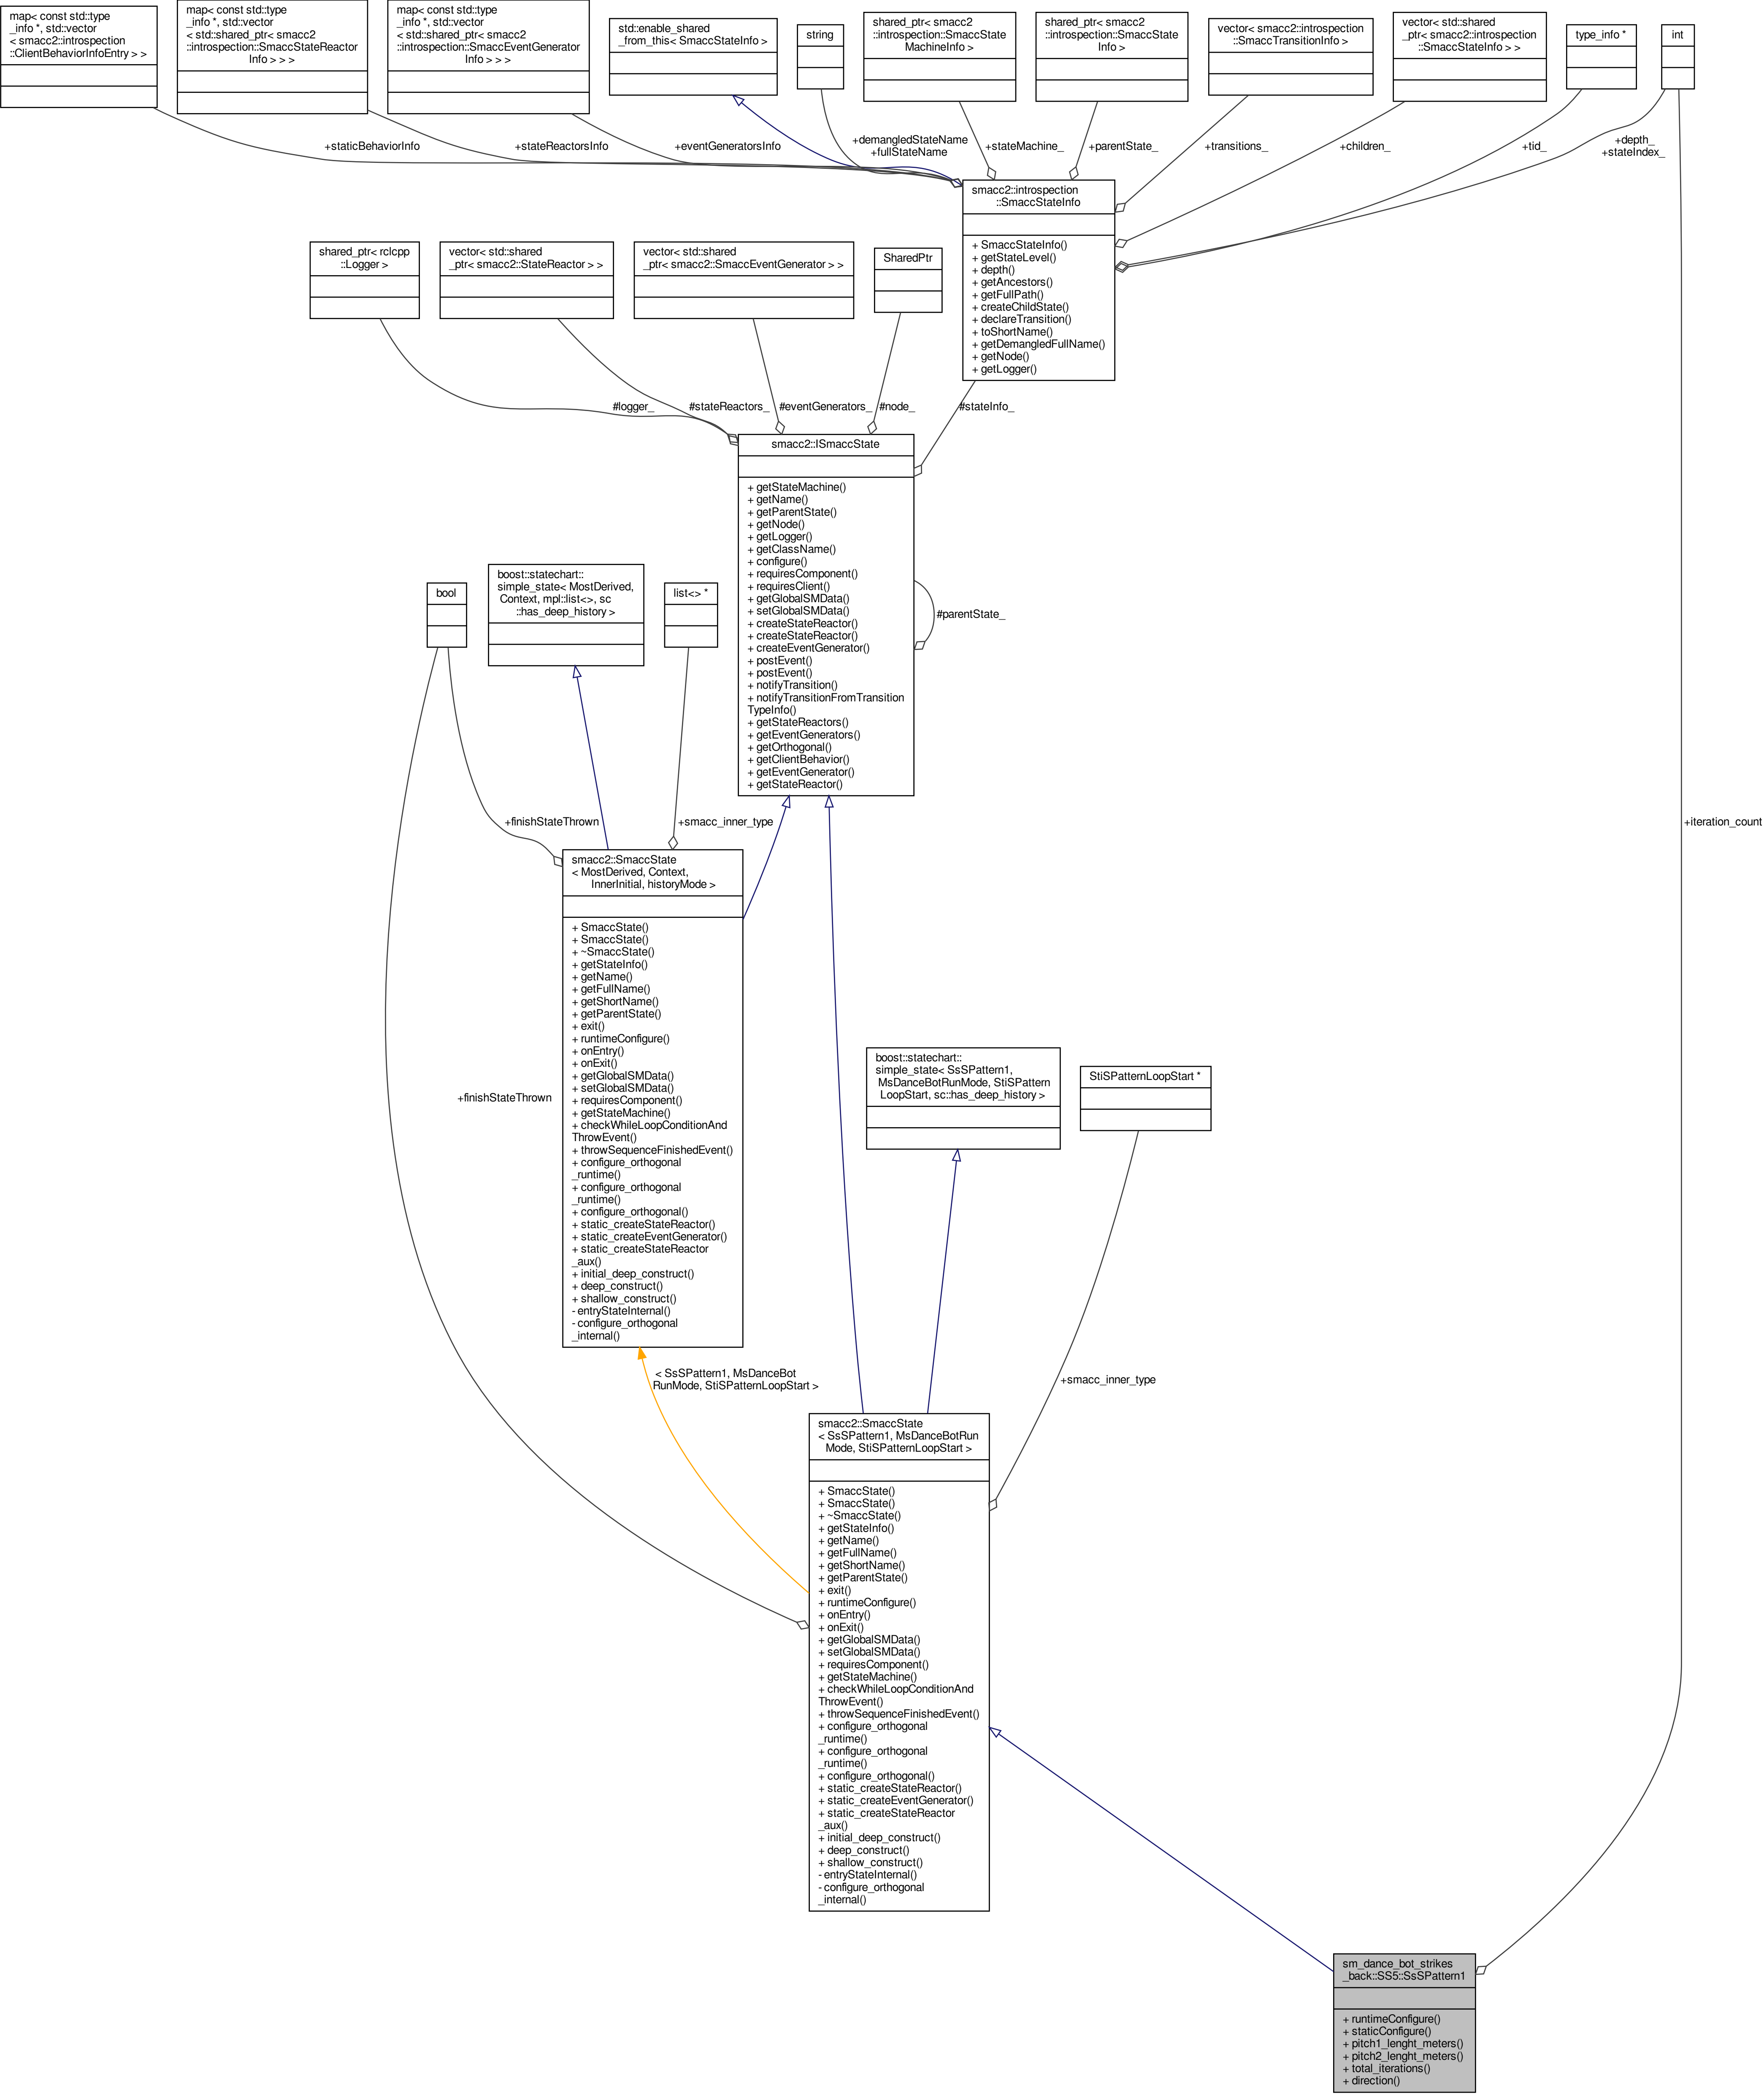 map< const std::type
_info *, std::vector
< smacc2::introspection
::ClientBehaviorInfoEntry > >
map< const std::type
_info *, std::vector
< std::shared_ptr< smacc2
::introspection::SmaccStateReactor
Info > > >
map< const std::type
_info *, std::vector
< std::shared_ptr< smacc2
::introspection::SmaccEventGenerator
Info > > >
std::enable_shared
_from_this< SmaccStateInfo >
string
shared_ptr< smacc2
::introspection::SmaccState
MachineInfo >
shared_ptr< smacc2
::introspection::SmaccState
Info >
vector< smacc2::introspection
::SmaccTransitionInfo >
vector< std::shared
_ptr< smacc2::introspection
::SmaccStateInfo > >
type_info *
int
+staticBehaviorInfo
+stateReactorsInfo
+eventGeneratorsInfo
+demangledStateName
+fullStateName
+stateMachine_
+parentState_
+transitions_
+children_
+tid_
+depth_
+stateIndex_
smacc2::introspection
::SmaccStateInfo
+ SmaccStateInfo()
+ getStateLevel()
+ depth()
+ getAncestors()
+ getFullPath()
+ createChildState()
+ declareTransition()
+ toShortName()
+ getDemangledFullName()
+ getNode()
+ getLogger()
shared_ptr< rclcpp
::Logger >
vector< std::shared
_ptr< smacc2::StateReactor > >
vector< std::shared
_ptr< smacc2::SmaccEventGenerator > >
SharedPtr
#logger_
#stateReactors_
#eventGenerators_
#node_
#stateInfo_
smacc2::ISmaccState
+ getStateMachine()
+ getName()
+ getParentState()
+ getNode()
+ getLogger()
+ getClassName()
+ configure()
+ requiresComponent()
+ requiresClient()
+ getGlobalSMData()
+ setGlobalSMData()
+ createStateReactor()
+ createStateReactor()
+ createEventGenerator()
+ postEvent()
+ postEvent()
+ notifyTransition()
+ notifyTransitionFromTransition
TypeInfo()
+ getStateReactors()
+ getEventGenerators()
+ getOrthogonal()
+ getClientBehavior()
+ getEventGenerator()
+ getStateReactor()
#parentState_
bool
boost::statechart::
simple_state< MostDerived,
Context, mpl::list<>, sc
::has_deep_history >
list<> *
+finishStateThrown
+smacc_inner_type
+iteration_count
smacc2::SmaccState
< MostDerived, Context,
InnerInitial, historyMode >
+ SmaccState()
+ SmaccState()
+ ~SmaccState()
+ getStateInfo()
+ getName()
+ getFullName()
+ getShortName()
+ getParentState()
+ exit()
+ runtimeConfigure()
+ onEntry()
+ onExit()
+ getGlobalSMData()
+ setGlobalSMData()
+ requiresComponent()
+ getStateMachine()
+ checkWhileLoopConditionAnd
ThrowEvent()
+ throwSequenceFinishedEvent()
+ configure_orthogonal
_runtime()
+ configure_orthogonal
_runtime()
+ configure_orthogonal()
+ static_createStateReactor()
+ static_createEventGenerator()
+ static_createStateReactor
_aux()
+ initial_deep_construct()
+ deep_construct()
+ shallow_construct()
- entryStateInternal()
- configure_orthogonal
_internal()
+finishStateThrown
boost::statechart::
simple_state< SsSPattern1,
MsDanceBotRunMode, StiSPattern
LoopStart, sc::has_deep_history >
StiSPatternLoopStart *
< SsSPattern1, MsDanceBot
RunMode, StiSPatternLoopStart >
+smacc_inner_type
smacc2::SmaccState
< SsSPattern1, MsDanceBotRun
Mode, StiSPatternLoopStart >
+ SmaccState()
+ SmaccState()
+ ~SmaccState()
+ getStateInfo()
+ getName()
+ getFullName()
+ getShortName()
+ getParentState()
+ exit()
+ runtimeConfigure()
+ onEntry()
+ onExit()
+ getGlobalSMData()
+ setGlobalSMData()
+ requiresComponent()
+ getStateMachine()
+ checkWhileLoopConditionAnd
ThrowEvent()
+ throwSequenceFinishedEvent()
+ configure_orthogonal
_runtime()
+ configure_orthogonal
_runtime()
+ configure_orthogonal()
+ static_createStateReactor()
+ static_createEventGenerator()
+ static_createStateReactor
_aux()
+ initial_deep_construct()
+ deep_construct()
+ shallow_construct()
- entryStateInternal()
- configure_orthogonal
_internal()
sm_dance_bot_strikes
_back::SS5::SsSPattern1
+ runtimeConfigure()
+ staticConfigure()
+ pitch1_lenght_meters()
+ pitch2_lenght_meters()
+ total_iterations()
+ direction()